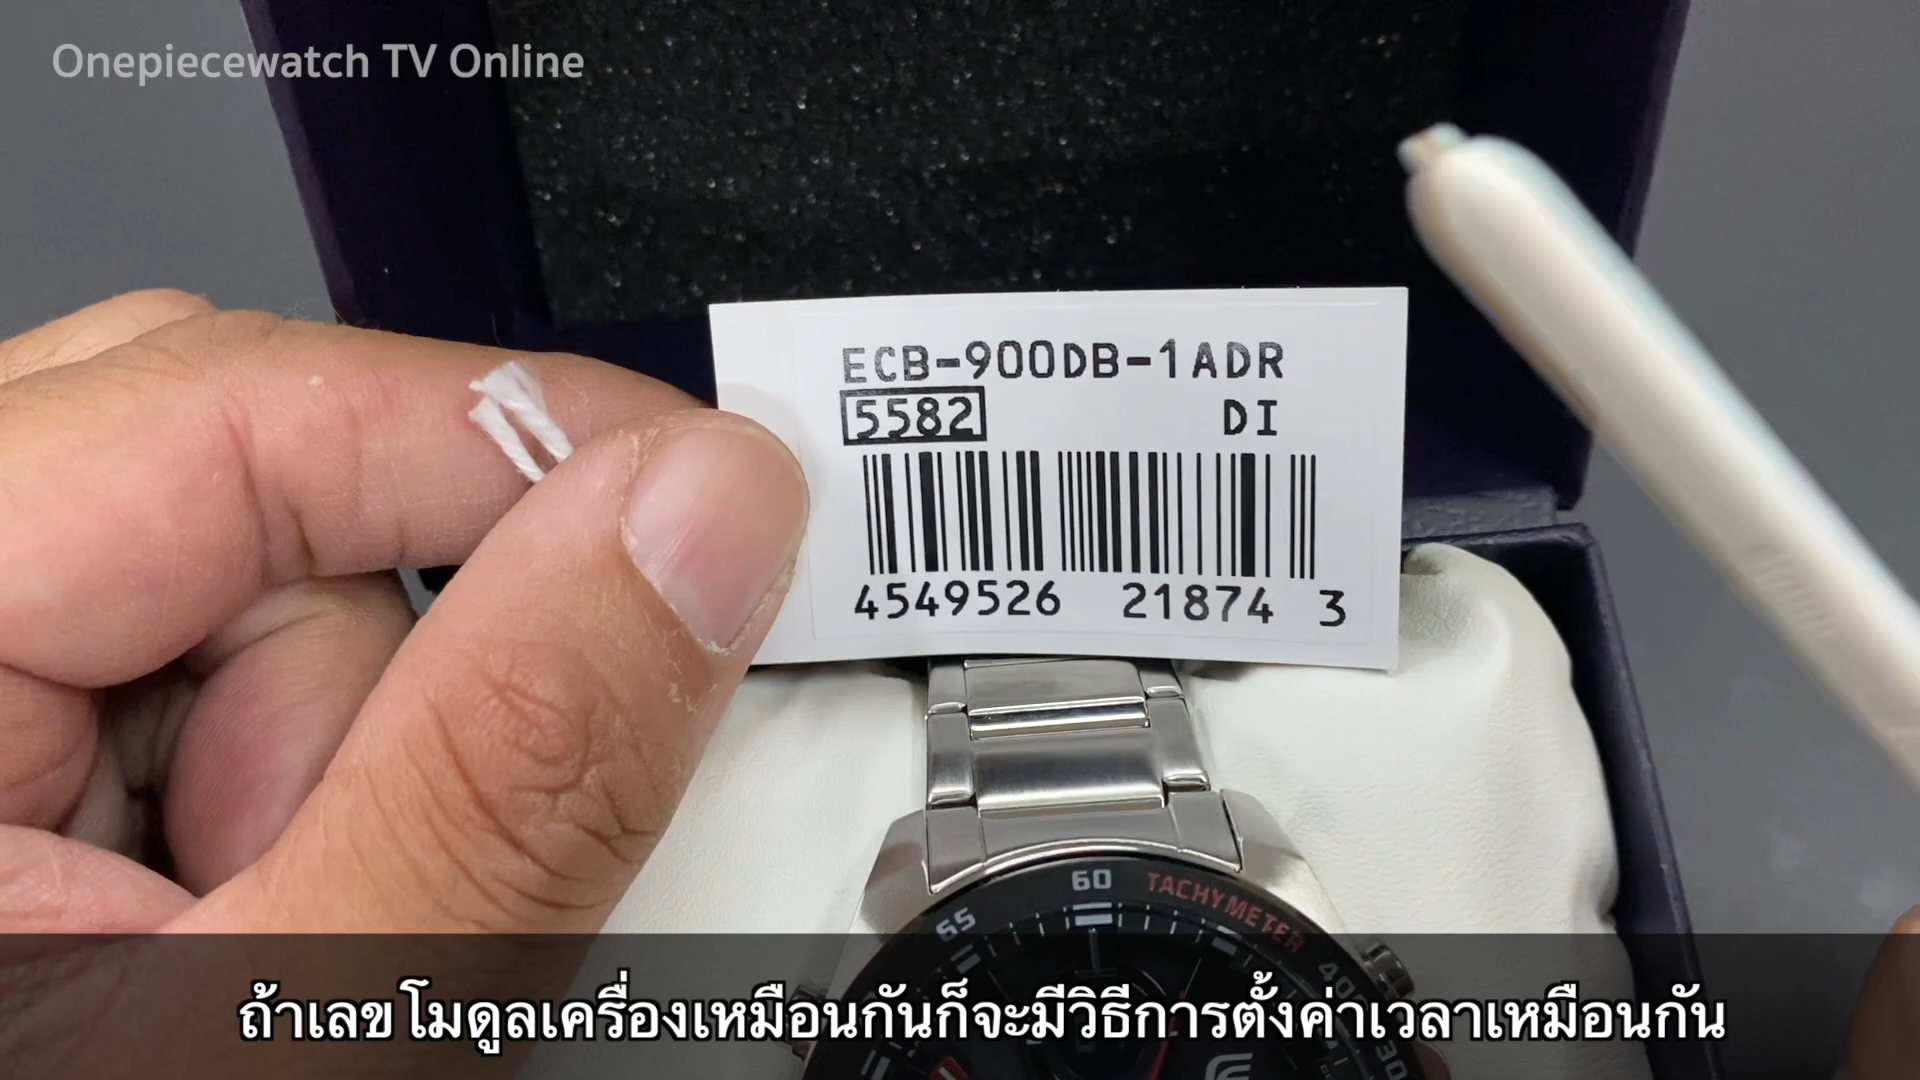 Onepiecewatch TV Online
ECB-900DB-1ADR
5582 DI
4549526 21874 3
60 TACHYMETER
65
400
ถ้าเลขโมดูลเครื่องเหมือนกันก็จะมีวิธีการตั้งค่าเวลาเหมือนกัน